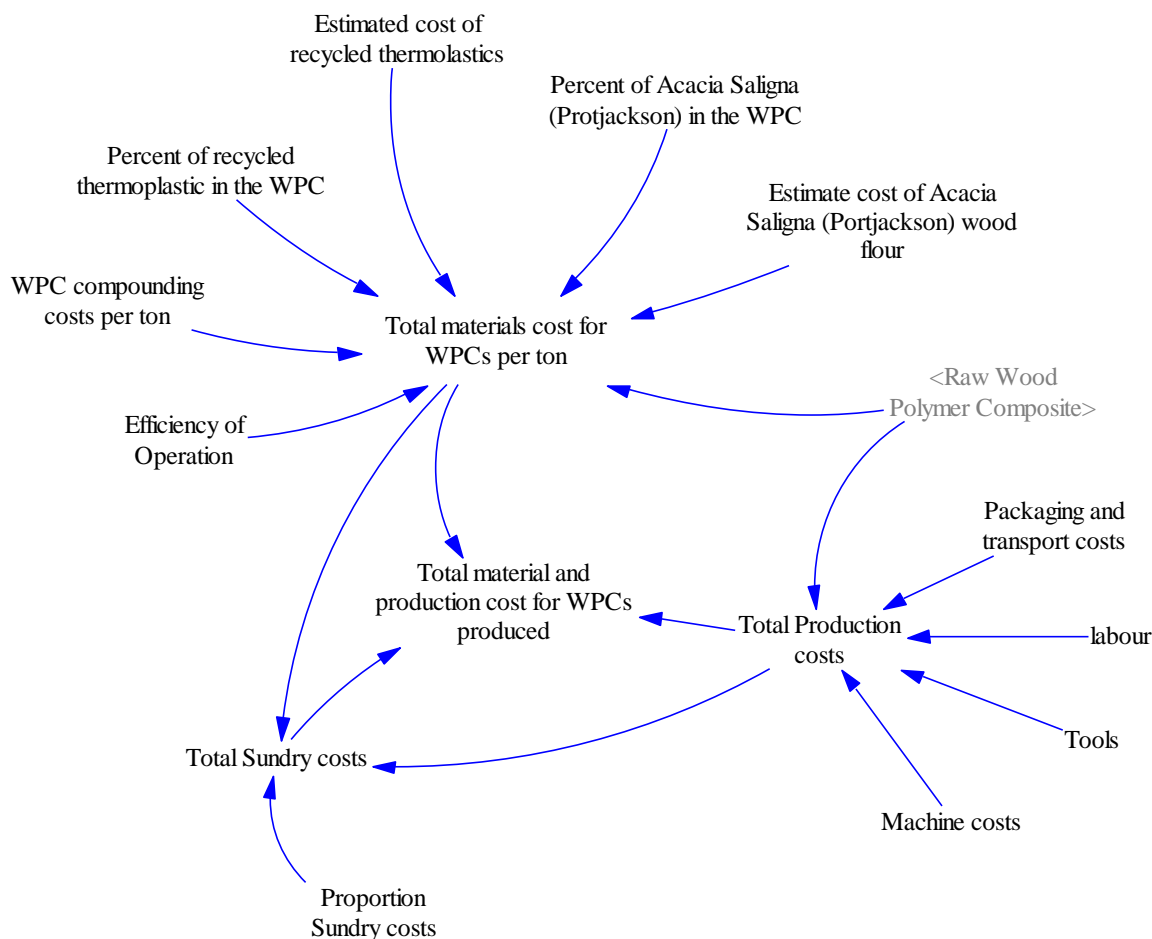 Estimated cost of
recycled thermolastics
Percent of Acacia Saligna
(Protjackson) in the WPC
Percent of recycled
thermoplastic in the WPC
Estimate cost of Acacia
Saligna (Portjackson) wood
flour
WPC compounding
costs per ton
Total materials cost for
WPCs per ton
<Raw Wood
Polymer Composite>
Efficiency of
Operation
Packaging and
transport costs
Total material and
production cost for WPCs
produced
Total Production
costs
labour
Total Sundry costs
Tools
Machine costs
Proportion
Sundry costs